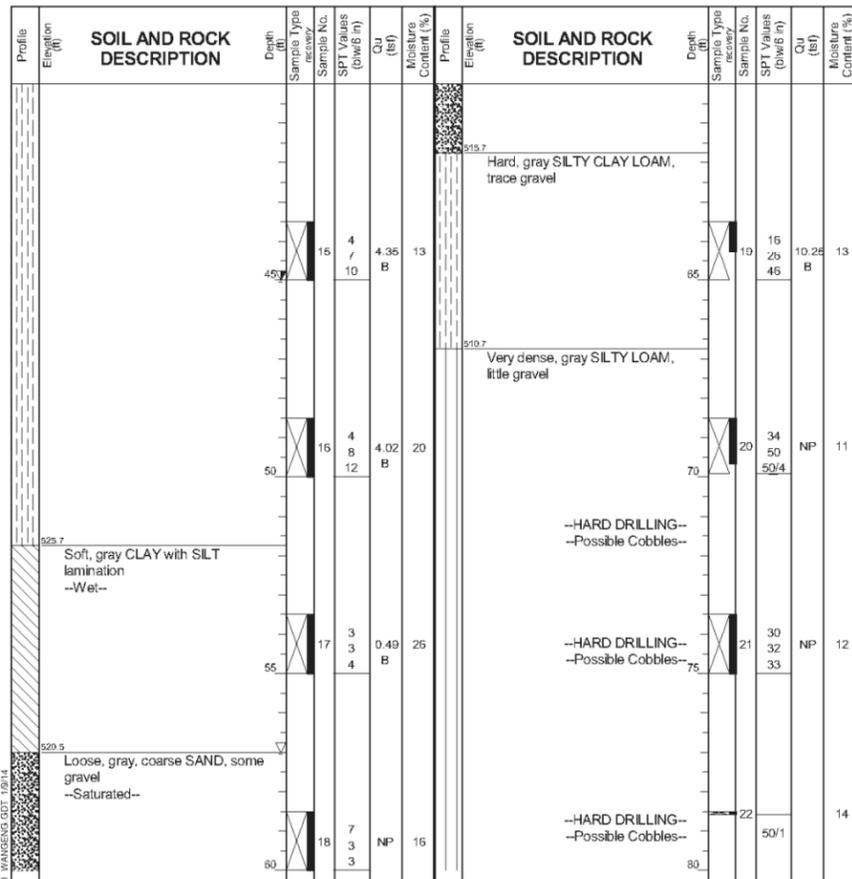 Profile
Elevation (ft)
SOIL AND ROCK
DESCRIPTION
Depth (ft)
Sample Type
recovery
Sample No.
SPT Values
(blw/6 in)
Qu
(tsf)
Moisture
Content (%)
15
4
7
10
4.35
B
13
45
16
4
8
12
4.02
B
20
50
525.7
Soft, gray CLAY with SILT
lamination
--Wet--
17
3
3
4
0.49
B
26
55
520.5
Loose, gray, coarse SAND, some
gravel
--Saturated--
18
7
3
3
NP
16
60
WANGENG.GDT 1/9/14
Profile
Elevation (ft)
SOIL AND ROCK
DESCRIPTION
Depth (ft)
Sample Type
recovery
Sample No.
SPT Values
(blw/6 in)
Qu
(tsf)
Moisture
Content (%)
515.7
Hard, gray SILTY CLAY LOAM,
trace gravel
19
16
26
46
10.25
B
13
65
510.7
Very dense, gray SILTY LOAM,
little gravel
20
34
50
50/4
NP
11
70
--HARD DRILLING--
--Possible Cobbles--
--HARD DRILLING--
--Possible Cobbles--
21
30
32
33
NP
12
75
--HARD DRILLING--
--Possible Cobbles--
22
50/1
14
80